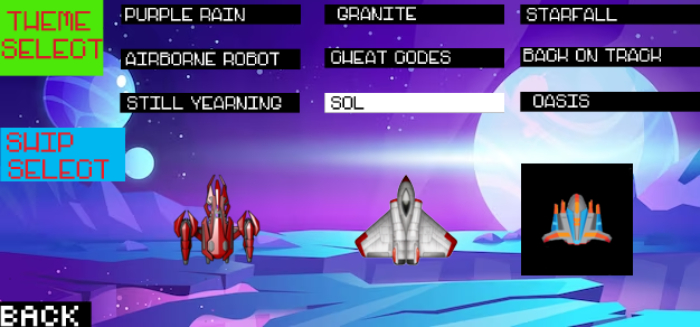 THEME
SELECT
PURPLE RAIN
GRANITE
STARFALL
AIRBORNE ROBOT
CHEAT CODES
BACK ON TRACK
STILL YEARNING
SOL
OASIS
SHIP
SELECT
BACK